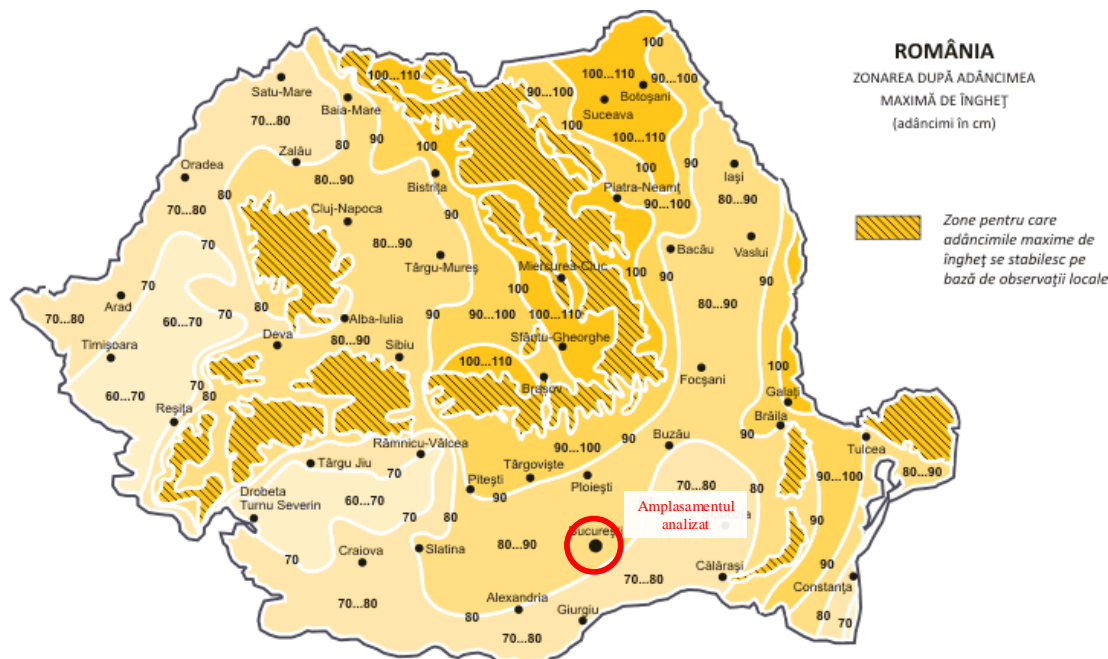 ROMÂNIA
ZONAREA DUPĂ ADÂNCIMEA
MAXIMĂ DE ÎNGHEȚ
(adâncimi în cm)
Zone pentru care
adâncimile maxime de
îngheț se stabilesc pe
bază de observații locale
100
100...110
100...110
90...100
Satu-Mare
Botoșani
90...100
Baia-Mare
Suceava
70...80
100
100...110
80
90
100
Zalău
90
Oradea
Iași
100
Bistrița
80...90
80
Piatra-Neamț
80...90
70...80
Cluj-Napoca
90
90...100
70
80...90
Bacău
Vaslui
Târgu-Mureș
Miercurea-Ciuc
100
90
90
70
100
Arad
80...90
70...80
60...70
70
80
Alba-Iulia
90
90...100
100...110
Timișoara
Deva
80...90
Sfântu-Gheorghe
Sibiu
100...110
100
Focșani
70
Brașov
60...70
80
Galați
Reșița
Brăila
90
Buzău
90
90...100
Râmnicu-Vâlcea
Tulcea
Târgu Jiu
70
Târgoviște
80
90...100
80...90
Pitești
Ploiești
70...80
Drobeta
Turnu Severin
60...70
90
Amplasamentul
analizat
70
80
București
90
80...90
Craiova
Slatina
70
Călărași
90
70...80
Constanța
70...80
Alexandria
80
Giurgiu
80
70
70...80